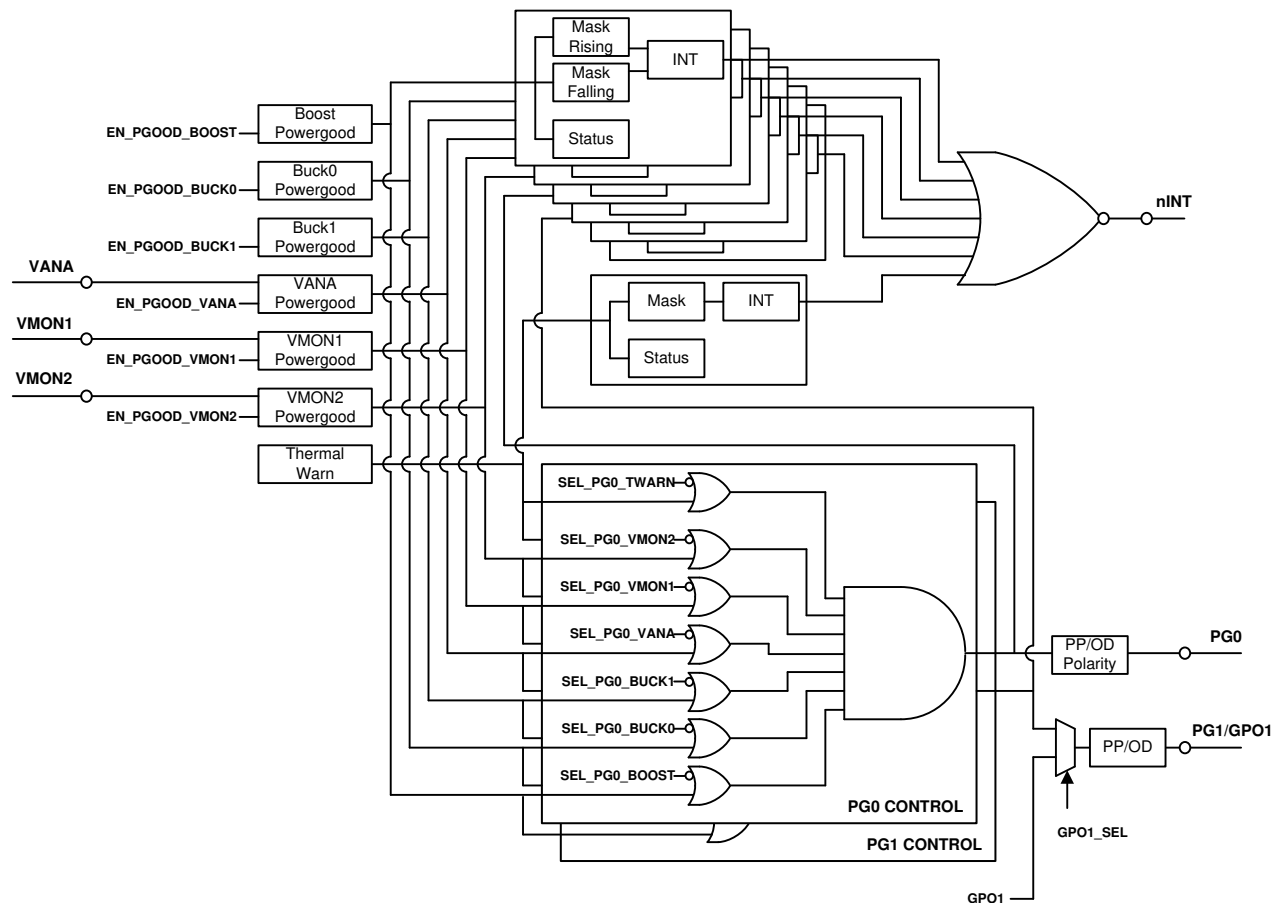 Mask
Rising
INT
Mask
Falling
Status
Boost
Powergood
EN_PGOOD_BOOST
Buck0
Powergood
EN_PGOOD_BUCK0
Buck1
Powergood
EN_PGOOD_BUCK1
nINT
VANA
VANA
Powergood
EN_PGOOD_VANA
Mask
INT
Status
VMON1
VMON1
Powergood
EN_PGOOD_VMON1
VMON2
VMON2
Powergood
EN_PGOOD_VMON2
Thermal
Warn
SEL_PG0_TWARN
SEL_PG0_VMON2
SEL_PG0_VMON1
SEL_PG0_VANA
SEL_PG0_BUCK1
SEL_PG0_BUCK0
SEL_PG0_BOOST
PP/OD
Polarity
PG0
PG1/GPO1
PP/OD
PG0 CONTROL
PG1 CONTROL
GPO1_SEL
GPO1